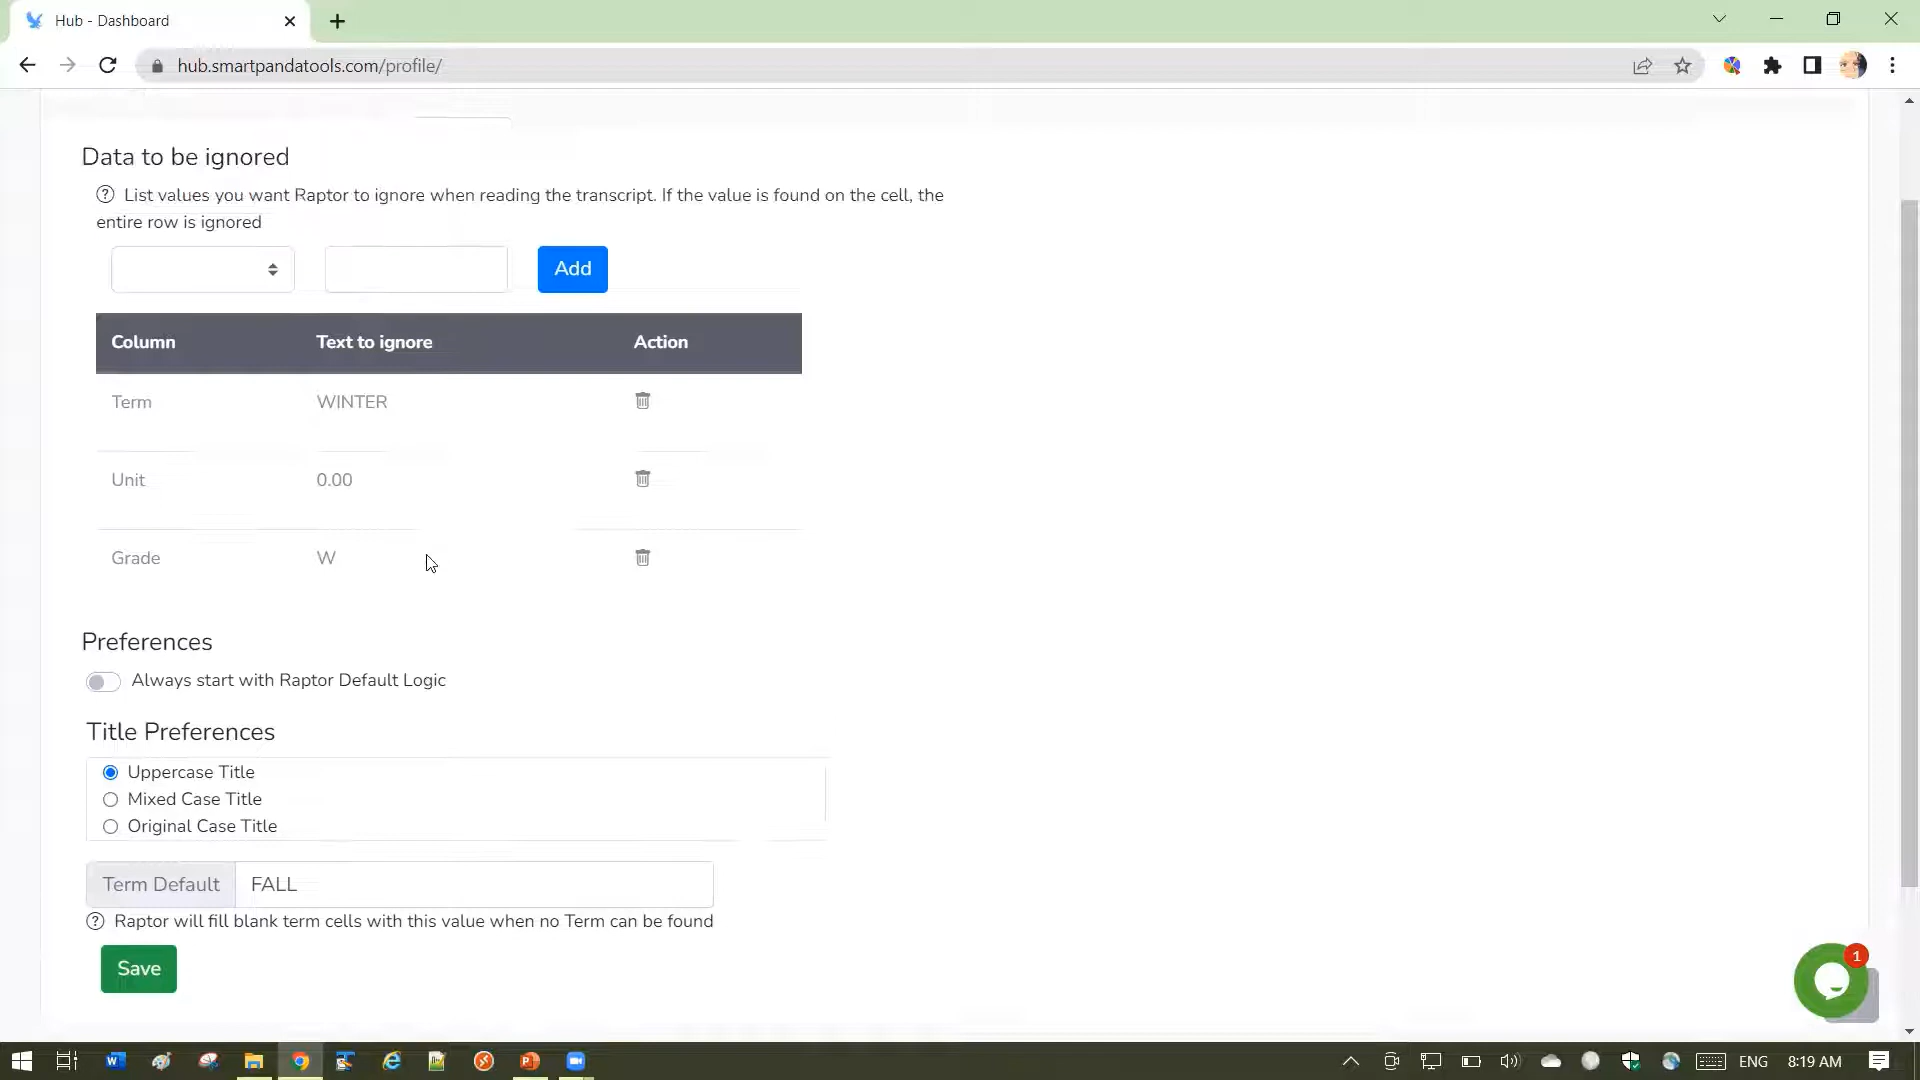 Hub - Dashboard
hub.smartpandatools.com/profile/
Data to be ignored
List values you want Raptor to ignore when reading the transcript. If the value is found on the cell, the
entire row is ignored
Add
Column Text to ignore Action
Term WINTER
Unit 0.00
Grade W
Preferences
Always start with Raptor Default Logic
Title Preferences
Uppercase Title
Mixed Case Title
Original Case Title
Term Default FALL
Raptor will fill blank term cells with this value when no Term can be found
Save
1
ENG 8:19 AM